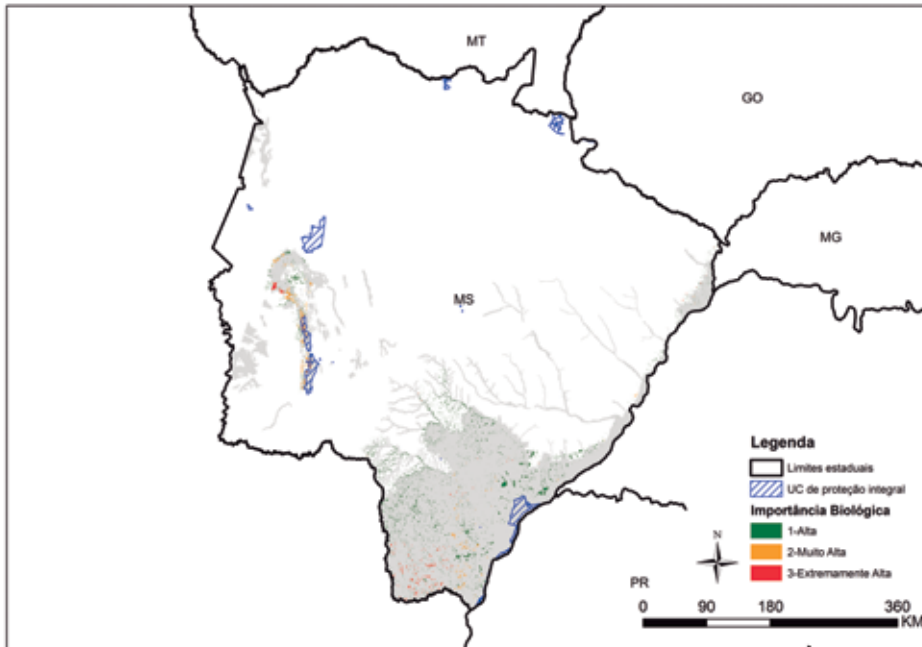 MT
GO
MG
MS
Legenda
Limites estaduais
UC de proteção integral
Importância Biológica
1-Alta
2-Muito Alta
3-Extremamente Alta
N
PR
0 90 180 360
KM